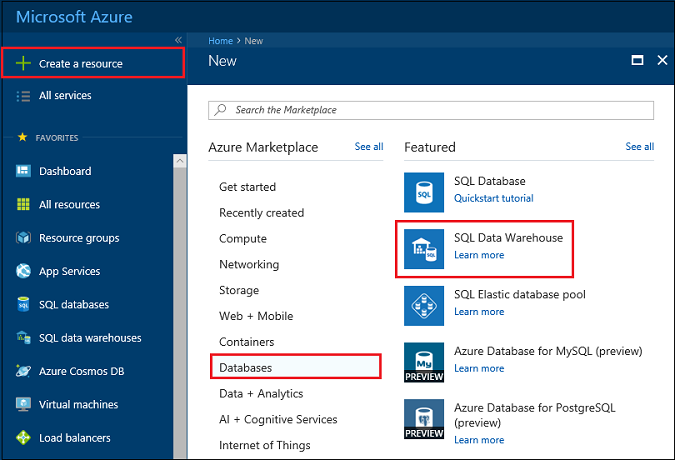 Microsoft Azure
Create a resource
All services
FAVORITES
Dashboard
All resources
Resource groups
App Services
SQL databases
SQL data warehouses
Azure Cosmos DB
Virtual machines
Load balancers
Home > New
New
Search the Marketplace
Azure Marketplace See all
Get started
Recently created
Compute
Networking
Storage
Web + Mobile
Containers
Databases
Data + Analytics
AI + Cognitive Services
Internet of Things
Featured See all
SQL
SQL Database
Quickstart tutorial
SQL
SQL Data Warehouse
Learn more
SQL Elastic database pool
Learn more
My
PREVIEW
Azure Database for MySQL (preview)
Learn more
PREVIEW
Azure Database for PostgreSQL
(preview)
Learn more